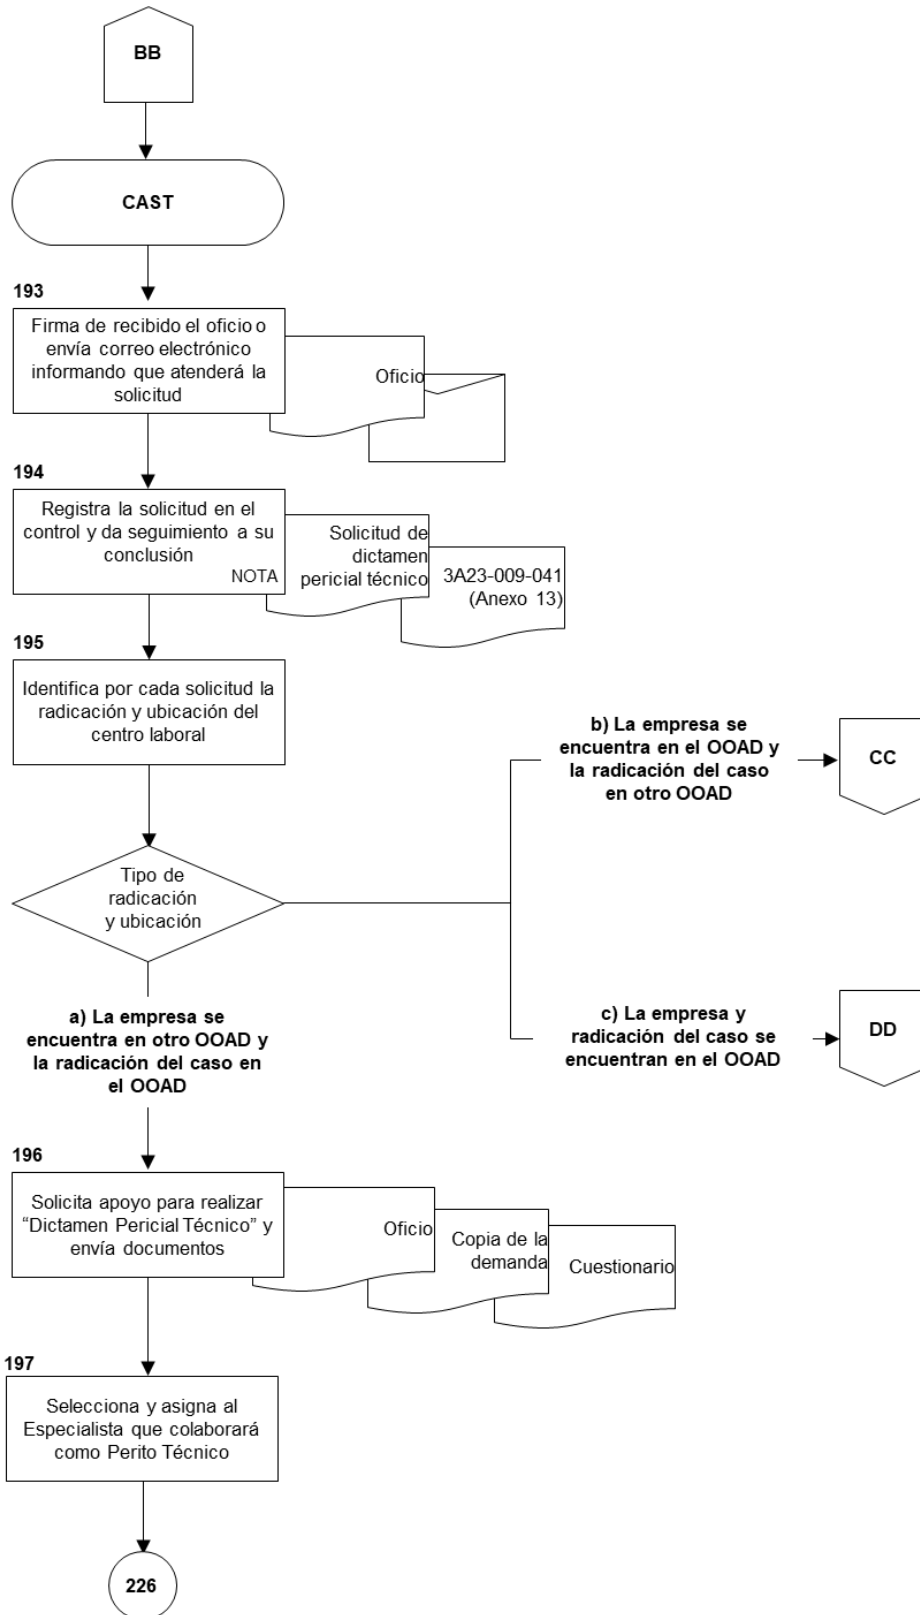 BB
CAST
193
Firma de recibido el oficio o
envía correo electrónico
informando que atenderá la
solicitud
Oficio
194
Registra la solicitud en el
control y da seguimiento a su
conclusión
NOTA
Solicitud de
dictamen
pericial técnico
3A23-009-041
(Anexo 13)
195
Identifica por cada solicitud la
radicación y ubicación del
centro laboral
b) La empresa se
encuentra en el OOAD y
la radicación del caso
en otro OOAD
CC
Tipo de
radicación
y ubicación
c) La empresa y
radicación del caso se
encuentran en el OOAD
DD
a) La empresa se
encuentra en otro OOAD y
la radicación del caso en
el OOAD
196
Solicita apoyo para realizar
“Dictamen Pericial Técnico” y
envía documentos
Oficio
Copia de la
demanda
Cuestionario
197
Selecciona y asigna al
Especialista que colaborará
como Perito Técnico
226